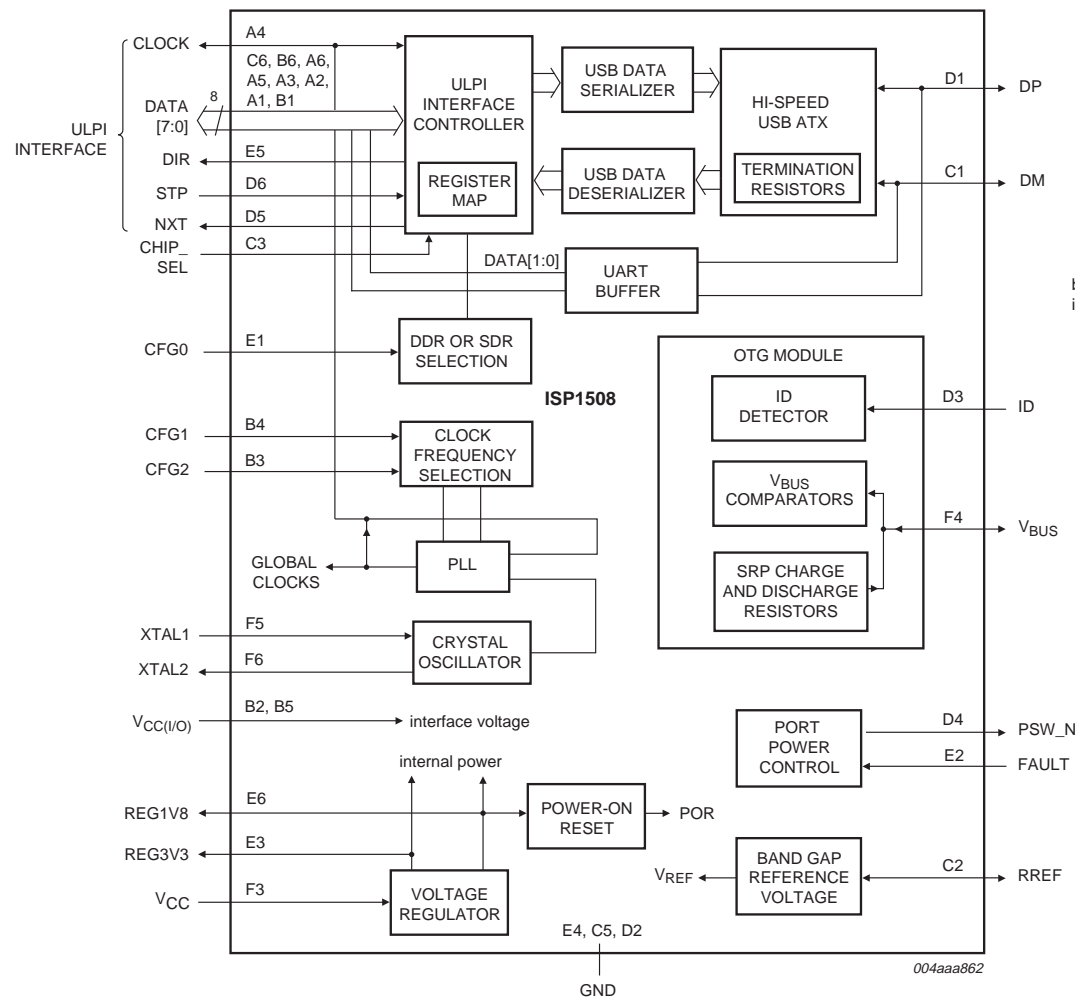 CLOCK
A4
C6, B6, A6,
A5, A3, A2,
A1, B1
8
DATA
[7:0]
ULPI
INTERFACE
DIR
E5
STP
D6
NXT
D5
CHIP_
SEL
C3
ULPI
INTERFACE
CONTROLLER
REGISTER
MAP
USB DATA
SERIALIZER
USB DATA
DESERIALIZER
HI-SPEED
USB ATX
TERMINATION
RESISTORS
D1
DP
C1
DM
DATA[1:0]
UART
BUFFER
b
i
CFG0
E1
DDR OR SDR
SELECTION
ISP1508
OTG MODULE
ID
DETECTOR
D3
ID
CFG1
B4
CFG2
B3
CLOCK
FREQUENCY
SELECTION
VBUS
COMPARATORS
F4
VBUS
SRP CHARGE
AND DISCHARGE
RESISTORS
GLOBAL
CLOCKS
PLL
XTAL1
F5
XTAL2
F6
CRYSTAL
OSCILLATOR
VCC(I/O)
B2, B5
interface voltage
PORT
POWER
CONTROL
D4
PSW_N
E2
FAULT
internal power
REG1V8
E6
POWER-ON
RESET
POR
REG3V3
E3
VCC
F3
VOLTAGE
REGULATOR
VREF
BAND GAP
REFERENCE
VOLTAGE
C2
RREF
E4, C5, D2
GND
004aaa862